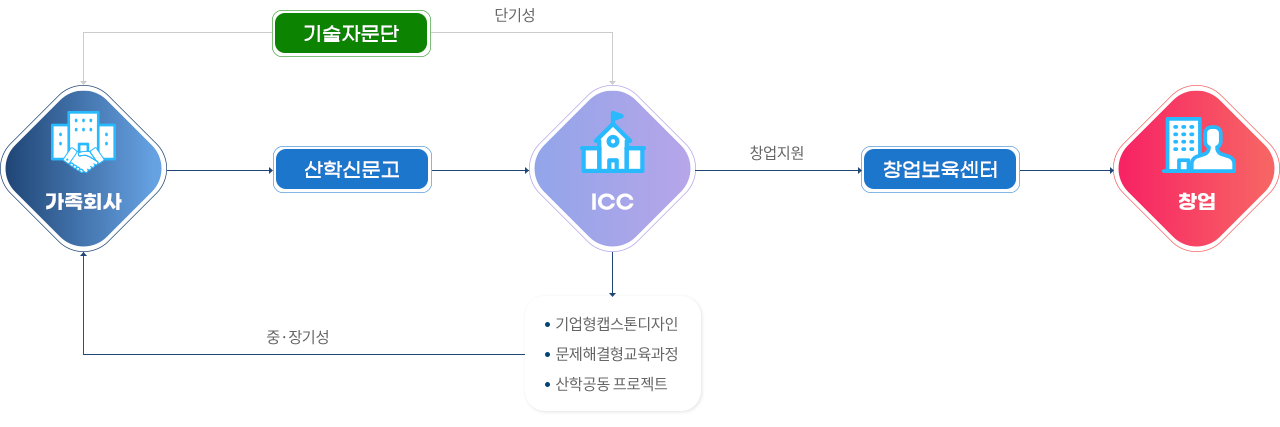 단기성
기술자문단
가족회사
산학신문고
ICC
창업지원
창업보육센터
창업
중·장기성
• 기업형캡스톤디자인
• 문제해결형교육과정
• 산학공동 프로젝트